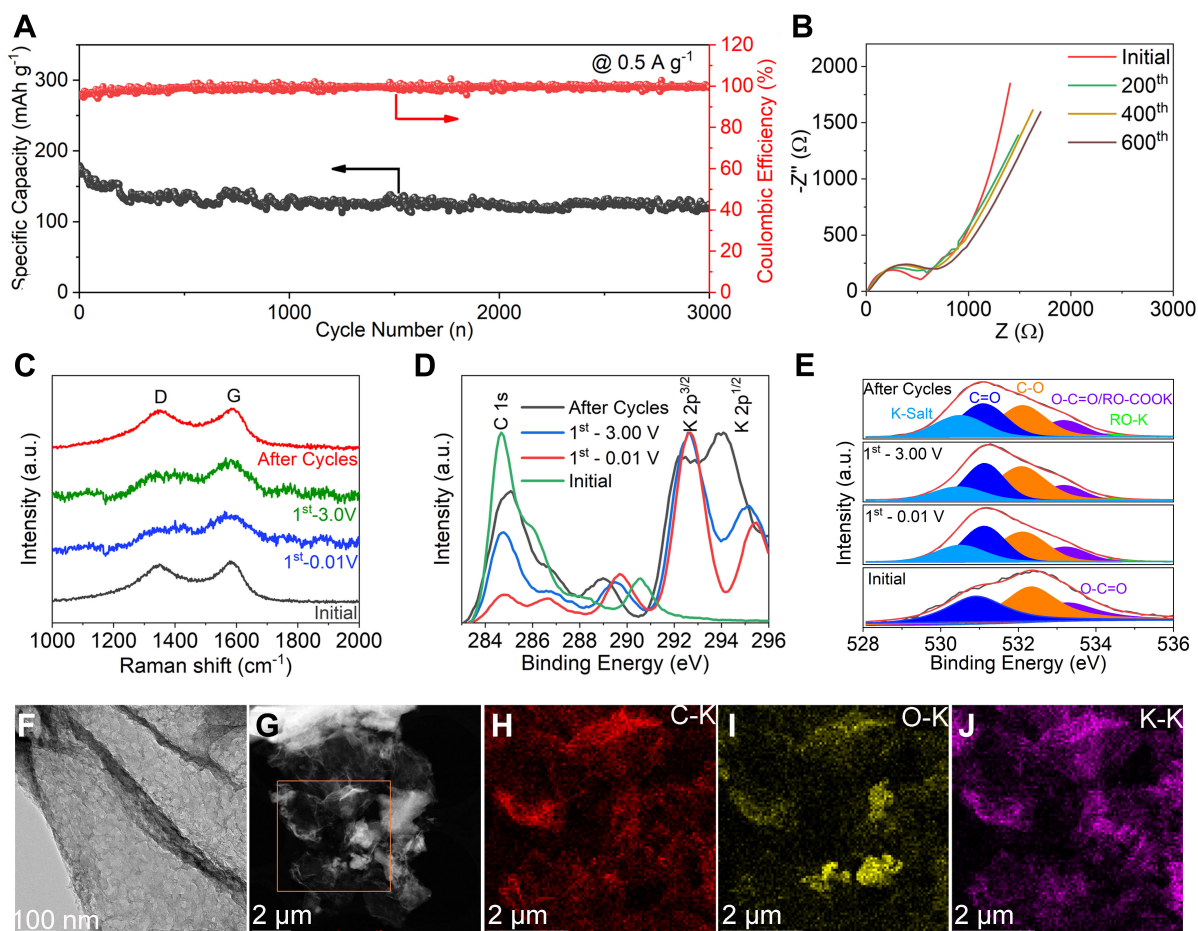 A
@ 0.5 A g⁻¹
Specific Capacity (mAh g⁻¹)
300
200
100
0
Coulombic Efficiency (%)
120
100
80
60
40
20
0
0 1000 2000 3000
Cycle Number (n)
B
Initial
200th
400th
600th
-Z'' (Ω)
2000
1500
1000
500
0
0 1000 2000 3000
Z (Ω)
C
D G
After Cycles
1st-3.0V
1st-0.01V
Initial
Intensity (a.u.)
1000 1200 1400 1600 1800 2000
Raman shift (cm⁻¹)
D
C 1s
K 2p3/2
K 2p1/2
After Cycles
1st - 3.00 V
1st - 0.01 V
Initial
Intensity (a.u.)
284 286 288 290 292 294 296
Binding Energy (eV)
E
After Cycles
K-Salt
C=O
C-O
O-C=O/RO-COOK
RO-K
1st - 3.00 V
1st - 0.01 V
Initial
O-C=O
Intensity (a.u.)
528 530 532 534 536
Binding Energy (eV)
F
100 nm
G
2 μm
H
C-K
2 μm
I
O-K
2 μm
J
K-K
2 μm